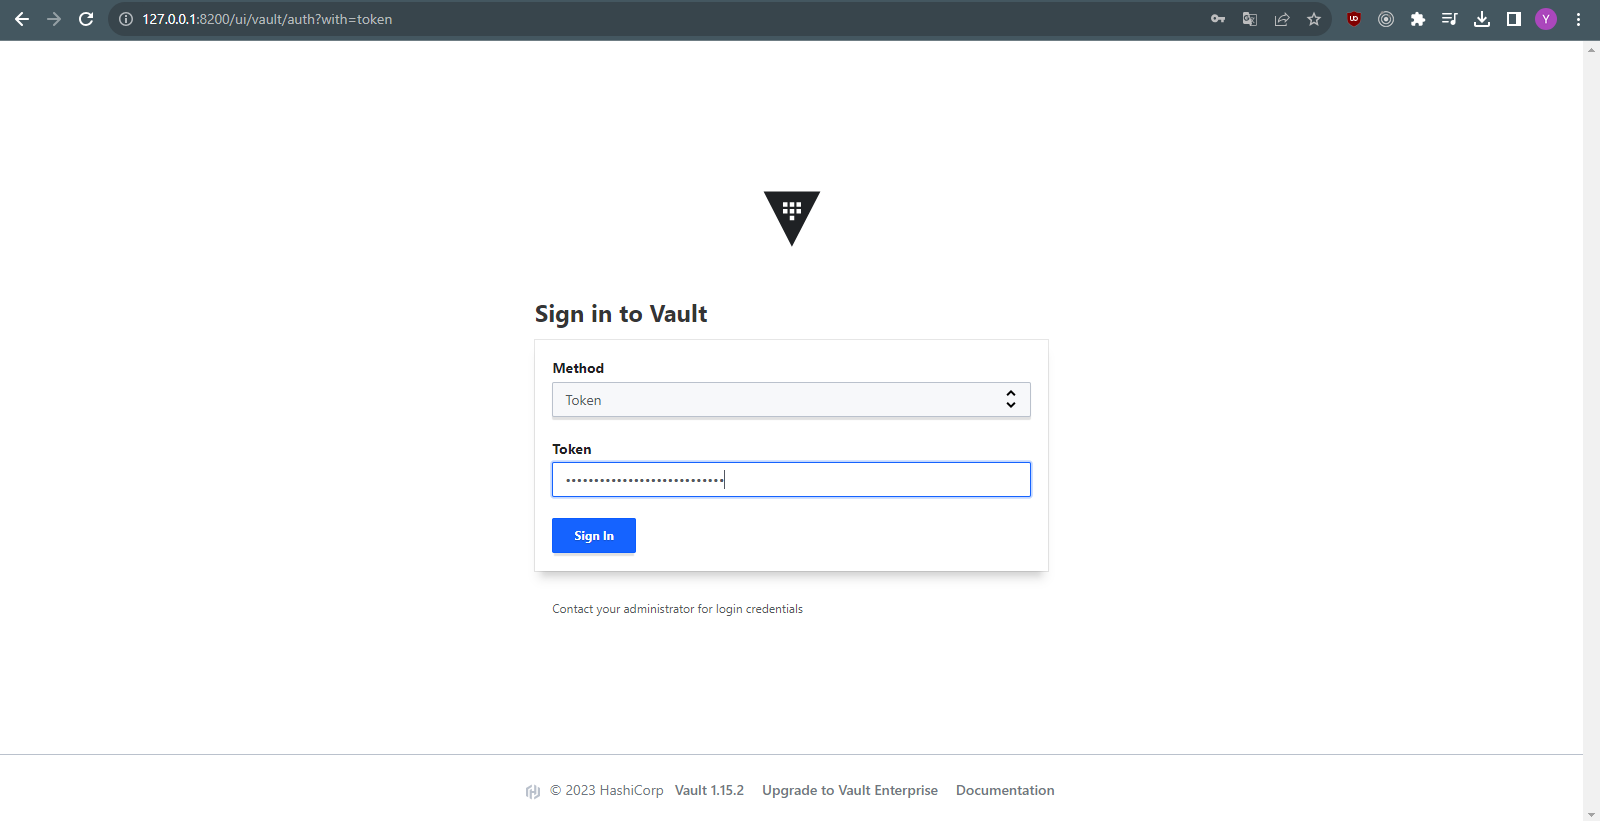 127.0.0.1:8200/ui/vault/auth?with=token
Y
Sign in to Vault
Method
Token
Token
••••••••••••••••••••••••••••
Sign In
Contact your administrator for login credentials
© 2023 HashiCorp Vault 1.15.2 Upgrade to Vault Enterprise Documentation